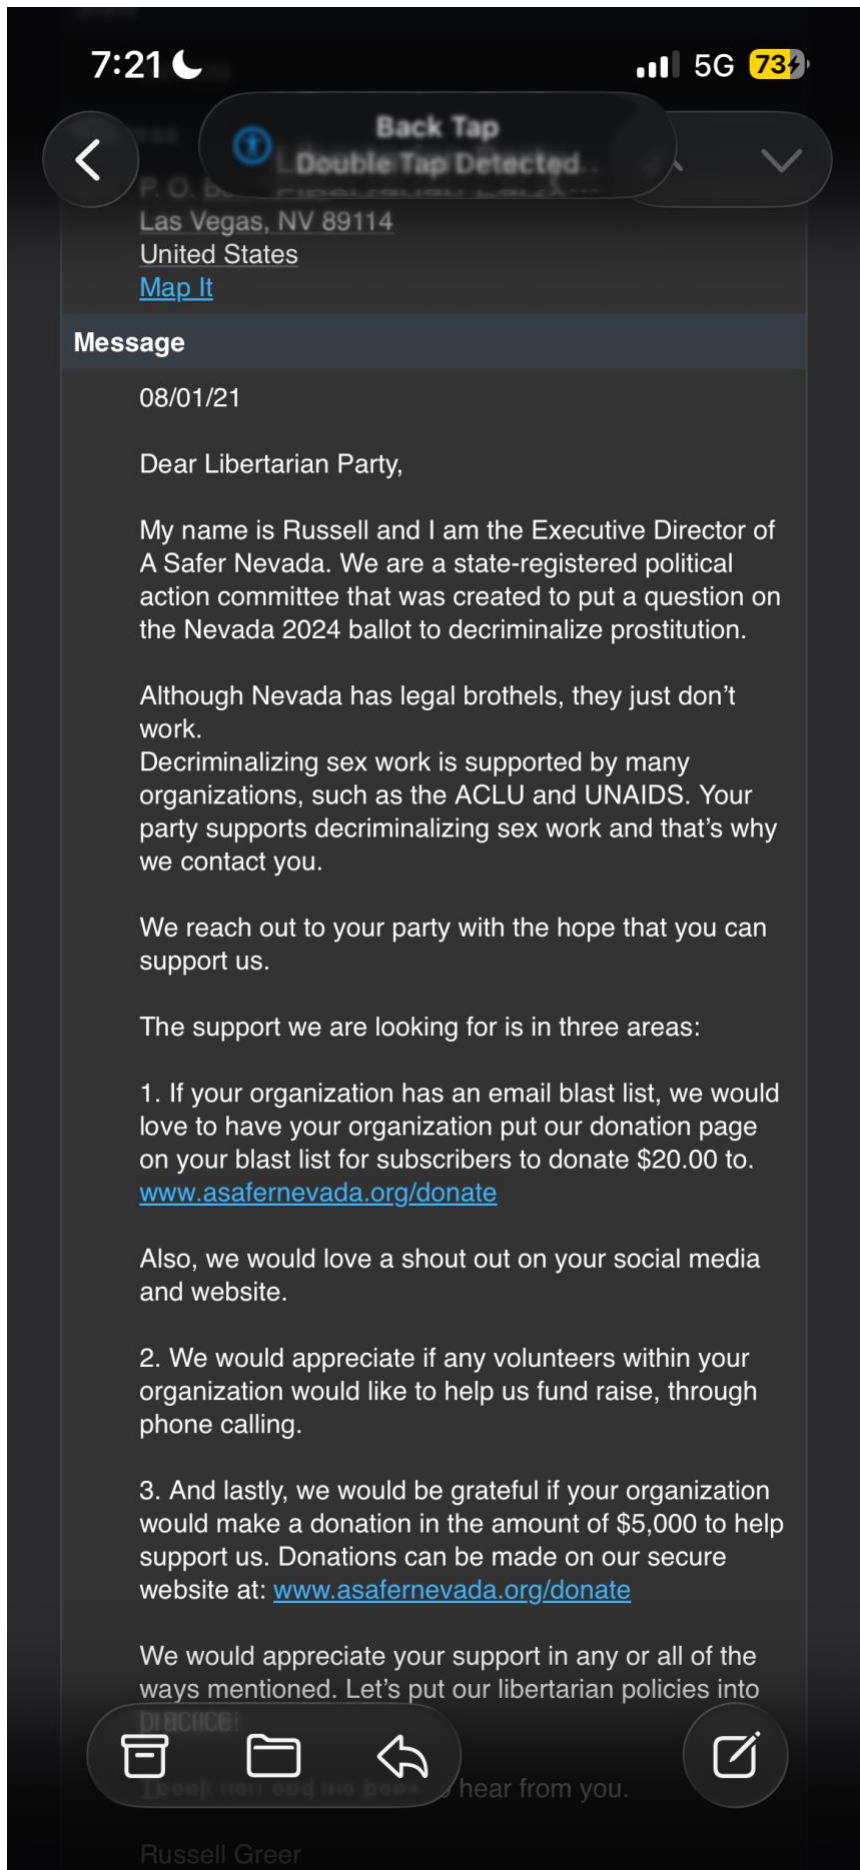 7:21
5G 73
Back Tap
Double Tap Detected
P. O.
Las Vegas, NV 89114
United States
Map It
Message
08/01/21
Dear Libertarian Party,
My name is Russell and I am the Executive Director of
A Safer Nevada. We are a state-registered political
action committee that was created to put a question on
the Nevada 2024 ballot to decriminalize prostitution.
Although Nevada has legal brothels, they just don’t
work.
Decriminalizing sex work is supported by many
organizations, such as the ACLU and UNAIDS. Your
party supports decriminalizing sex work and that’s why
we contact you.
We reach out to your party with the hope that you can
support us.
The support we are looking for is in three areas:
1. If your organization has an email blast list, we would
love to have your organization put our donation page
on your blast list for subscribers to donate $20.00 to.
www.asafernevada.org/donate
Also, we would love a shout out on your social media
and website.
2. We would appreciate if any volunteers within your
organization would like to help us fund raise, through
phone calling.
3. And lastly, we would be grateful if your organization
would make a donation in the amount of $5,000 to help
support us. Donations can be made on our secure
website at: www.asafernevada.org/donate
We would appreciate your support in any or all of the
ways mentioned. Let’s put our libertarian policies into
hear from you.
Russell Greer